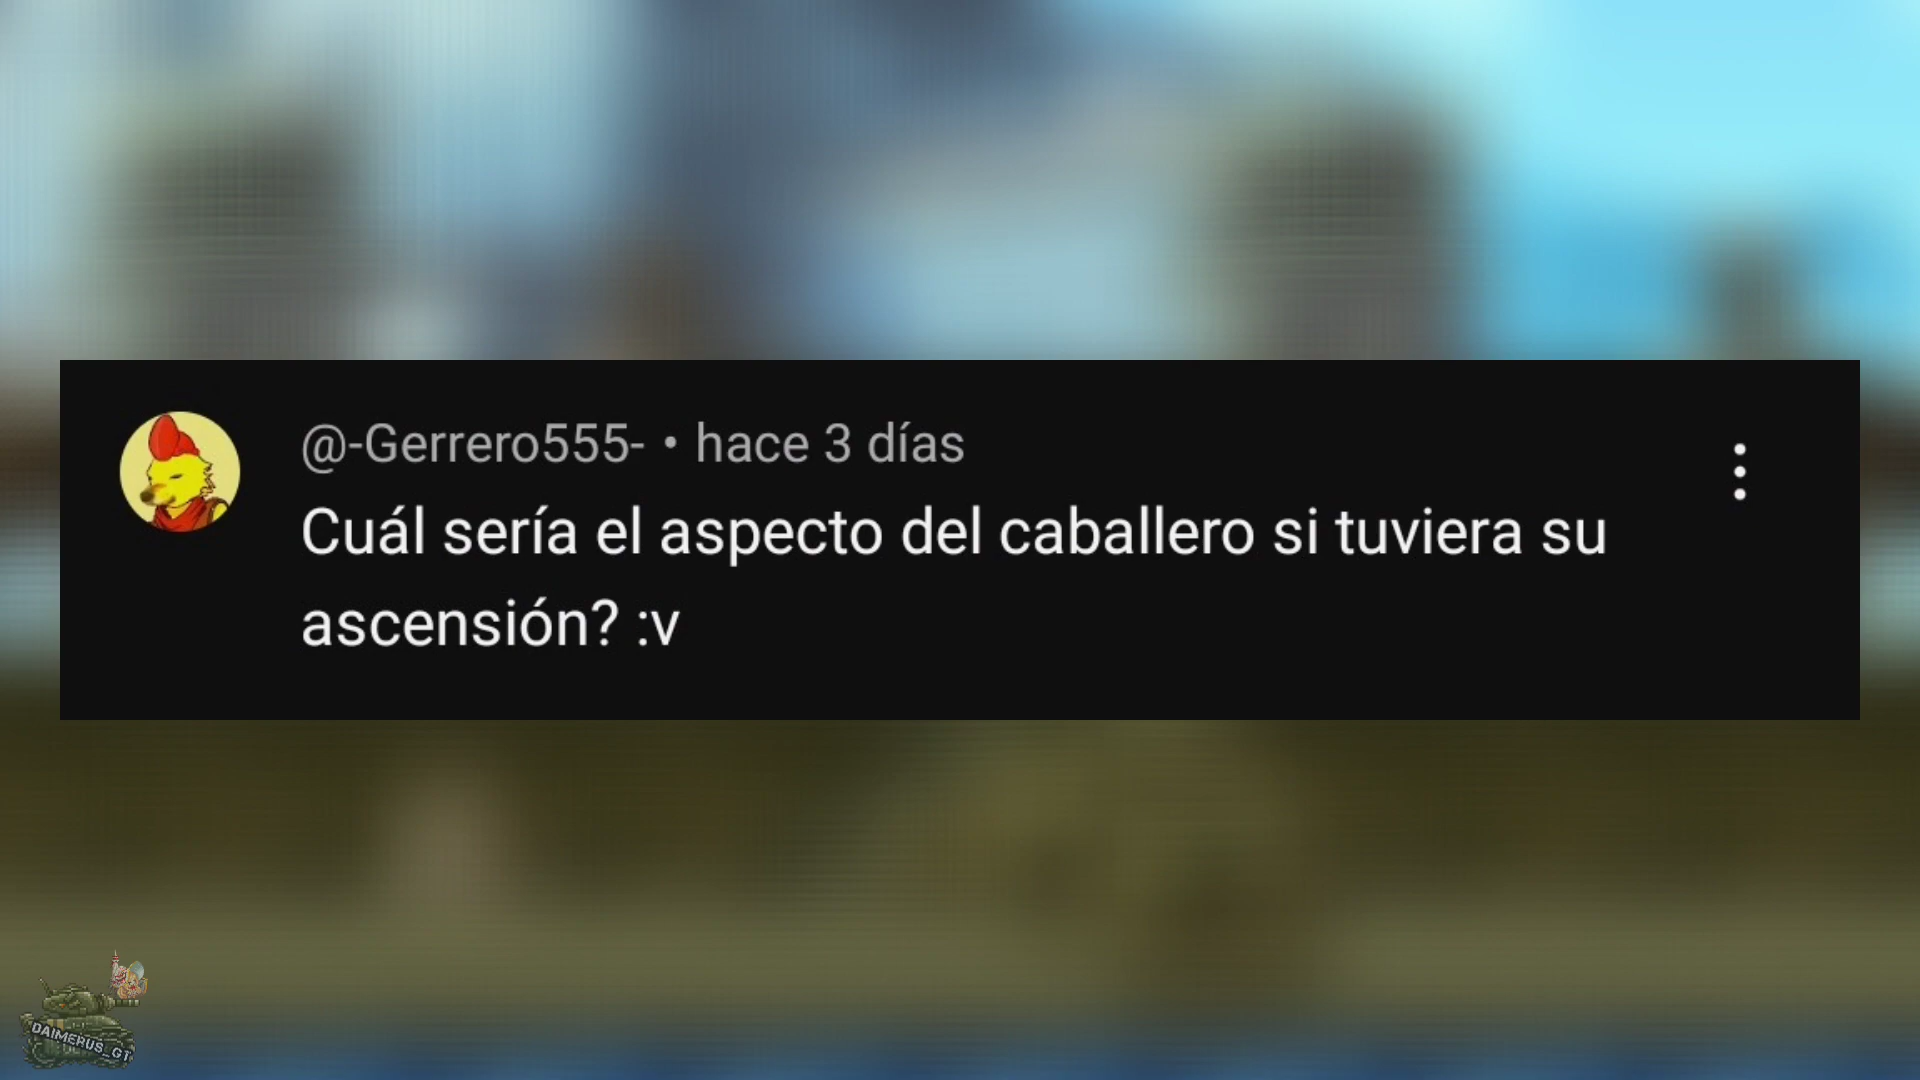 @-Gerrero555- • hace 3 días
Cuál sería el aspecto del caballero si tuviera su
ascensión? :v
DAIMERUS_GT